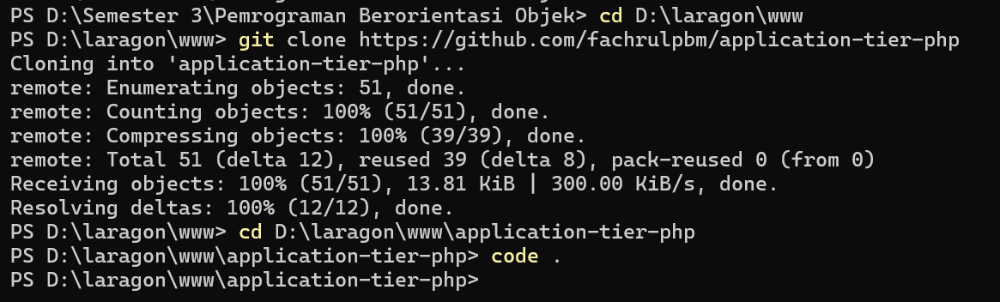 PS D:\Semester 3\Pemrograman Berorientasi Objek> cd D:\laragon\www
PS D:\laragon\www> git clone https://github.com/fachrulpbm/application-tier-php
Cloning into 'application-tier-php'...
remote: Enumerating objects: 51, done.
remote: Counting objects: 100% (51/51), done.
remote: Compressing objects: 100% (39/39), done.
remote: Total 51 (delta 12), reused 39 (delta 8), pack-reused 0 (from 0)
Receiving objects: 100% (51/51), 13.81 KiB | 300.00 KiB/s, done.
Resolving deltas: 100% (12/12), done.
PS D:\laragon\www> cd D:\laragon\www\application-tier-php
PS D:\laragon\www\application-tier-php> code .
PS D:\laragon\www\application-tier-php>